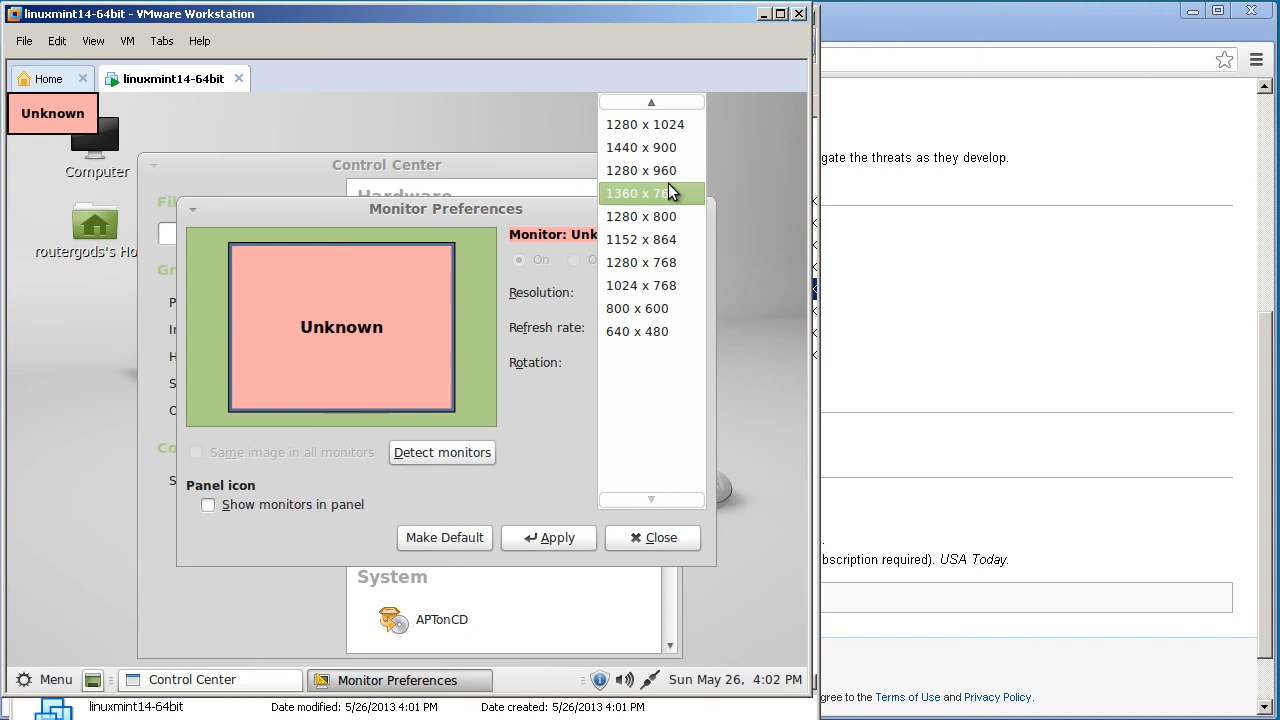 linuxmint14-64bit - VMware Workstation
File Edit View VM Tabs Help
Home linuxmint14-64bit
Unknown
Computer
routergods's Ho
Control Center
Hardware
Monitor Preferences
Unknown
Monitor: Unk
On
Resolution:
Refresh rate:
Rotation:
1280 x 1024
1440 x 900
1280 x 960
1360 x 76
1280 x 800
1152 x 864
1280 x 768
1024 x 768
800 x 600
640 x 480
Same image in all monitors
Detect monitors
Panel icon
Show monitors in panel
Make Default Apply Close
System
APTonCD
Menu Control Center Monitor Preferences Sun May 26, 4:02 PM
linuxmint14-64bit Date modified: 5/26/2013 4:01 PM Date created: 5/26/2013 4:01 PM
gate the threats as they develop.
bscription required). USA Today.
gree to the Terms of Use and Privacy Policy.